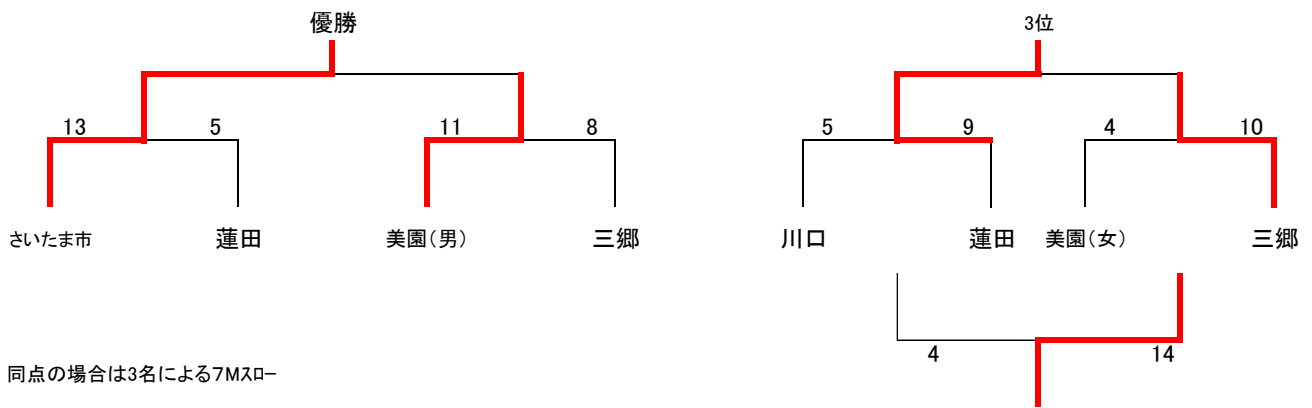 優勝
3位
13 5 11 8
5 9 4 10
さいたま市 蓮田 美園(男) 三郷
川口 蓮田 美園(女) 三郷
4 14
同点の場合は3名による7Mスロー